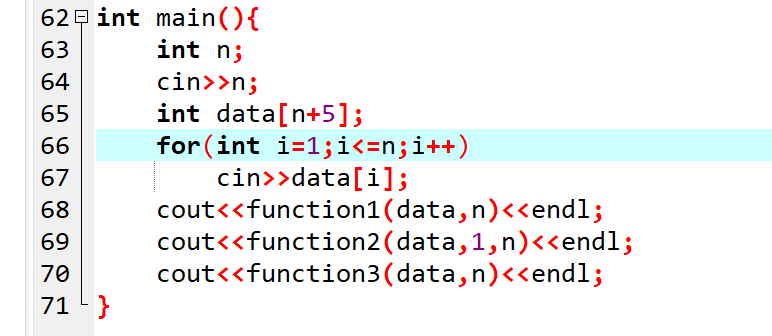 62 int main(){
63     int n;
64     cin>>n;
65     int data[n+5];
66     for(int i=1;i<=n;i++)
67         cin>>data[i];
68     cout<<function1(data,n)<<endl;
69     cout<<function2(data,1,n)<<endl;
70     cout<<function3(data,n)<<endl;
71 }